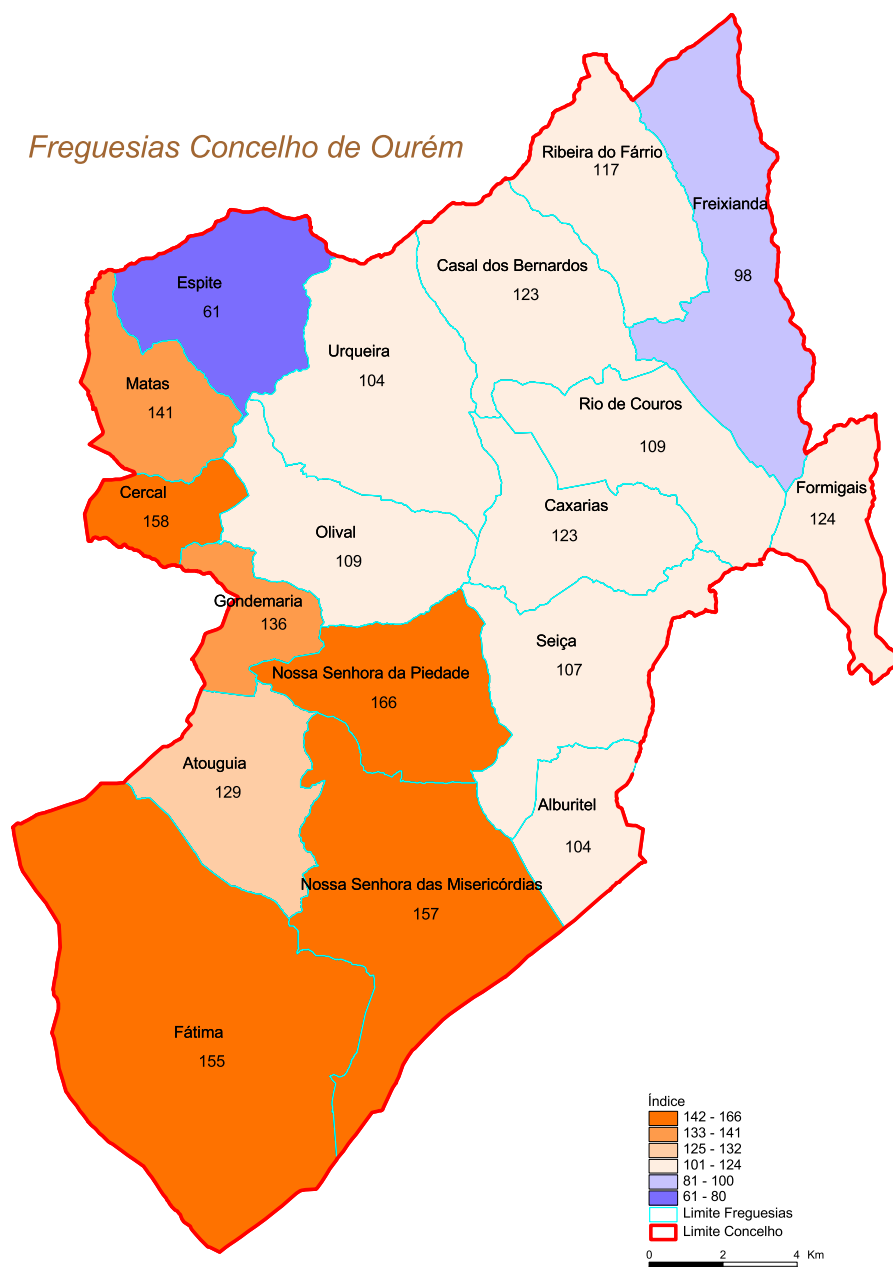 Freguesias Concelho de Ourém
Ribeira do Fárrio
117
Freixianda
98
Casal dos Bernardos
123
Espite
61
Urqueira
104
Matas
141
Rio de Couros
109
Cercal
158
Formigais
124
Caxarias
123
Olival
109
Gondemaria
136
Seiça
107
Nossa Senhora da Piedade
166
Atouguia
129
Alburitel
104
Nossa Senhora das Misericórdias
157
Fátima
155
Índice
142 - 166
133 - 141
125 - 132
101 - 124
81 - 100
61 - 80
Limite Freguesias
Limite Concelho
0 2 4 Km